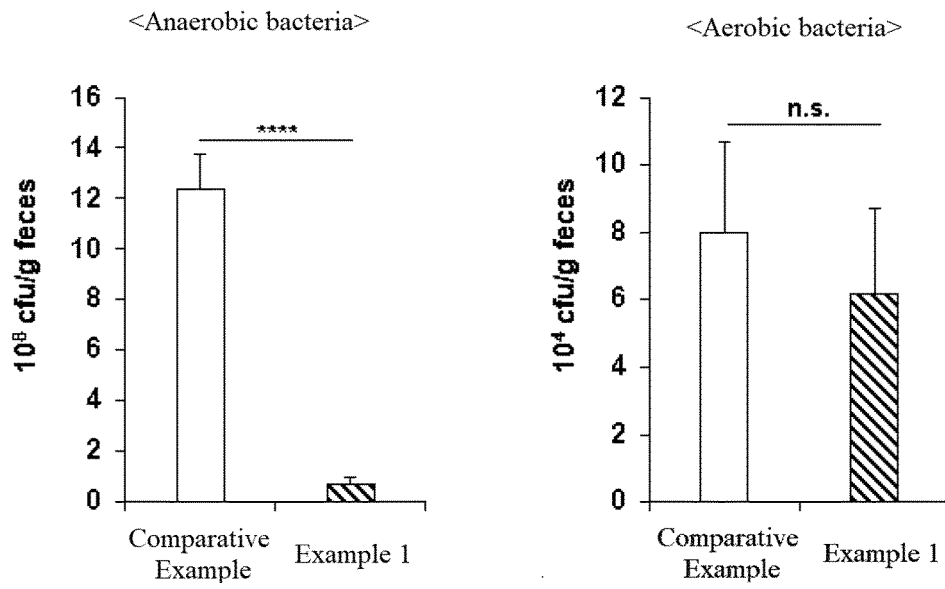 <Anaerobic bacteria>
16
14
12
10
8
6
4
2
0
10⁸ cfu/g feces
****
Comparative
Example
Example 1
<Aerobic bacteria>
12
10
8
6
4
2
0
10⁴ cfu/g feces
n.s.
Comparative
Example
Example 1